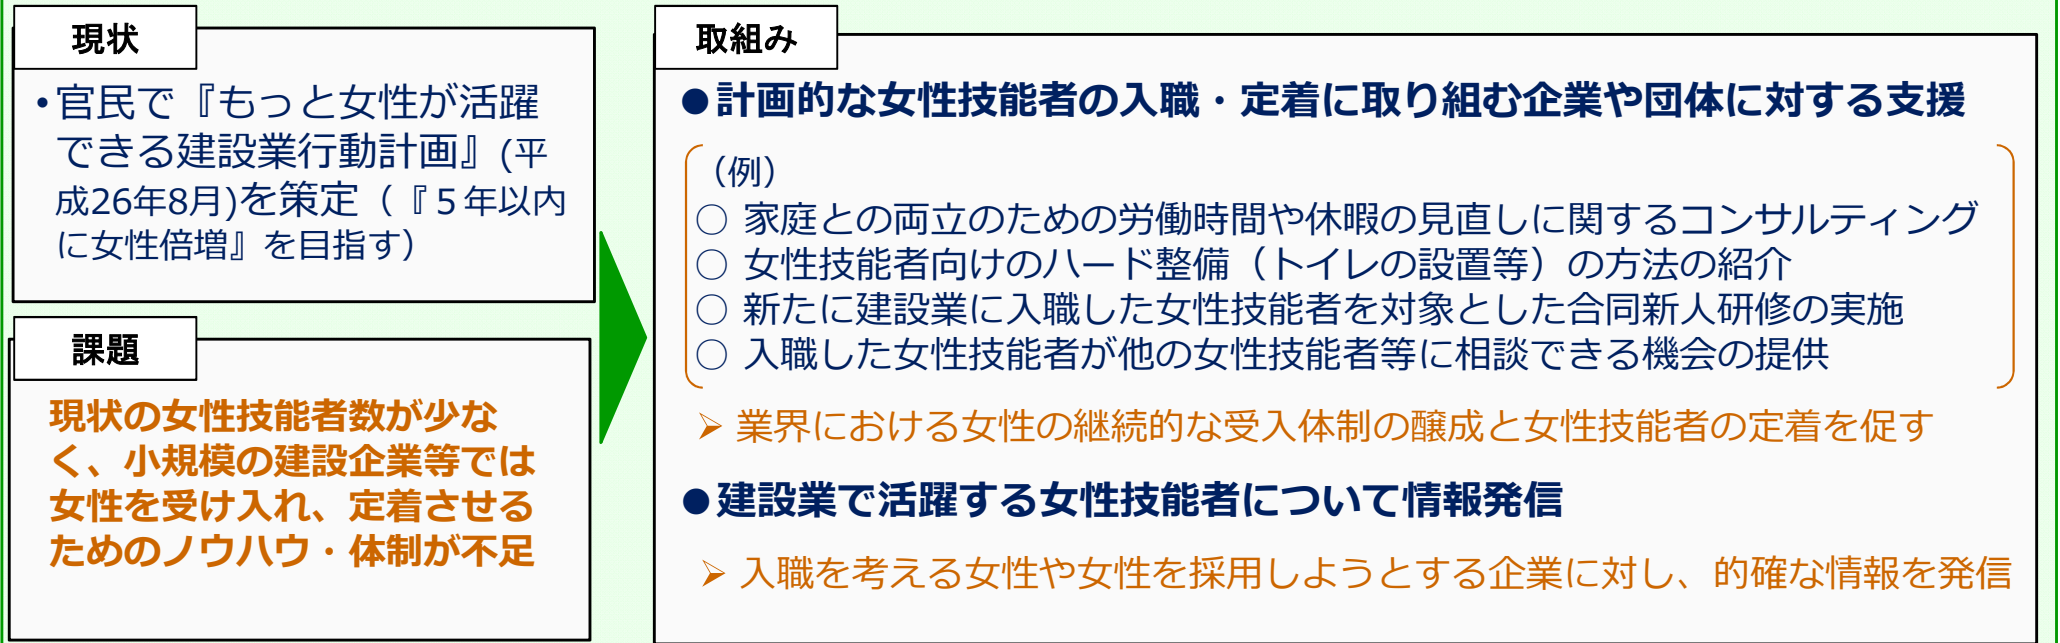 現状
・官民で『もっと女性が活躍
できる建設業行動計画』(平
成26年8月)を策定（『５年以内
に女性倍増』を目指す）
課題
現状の女性技能者数が少な
く、小規模の建設企業等では
女性を受け入れ、定着させる
ためのノウハウ・体制が不足
取組み
●計画的な女性技能者の入職・定着に取り組む企業や団体に対する支援
（例）
○ 家庭との両立のための労働時間や休暇の見直しに関するコンサルティング
○ 女性技能者向けのハード整備（トイレの設置等）の方法の紹介
○ 新たに建設業に入職した女性技能者を対象とした合同新人研修の実施
○ 入職した女性技能者が他の女性技能者等に相談できる機会の提供
➢ 業界における女性の継続的な受入体制の醸成と女性技能者の定着を促す
●建設業で活躍する女性技能者について情報発信
➢ 入職を考える女性や女性を採用しようとする企業に対し、的確な情報を発信